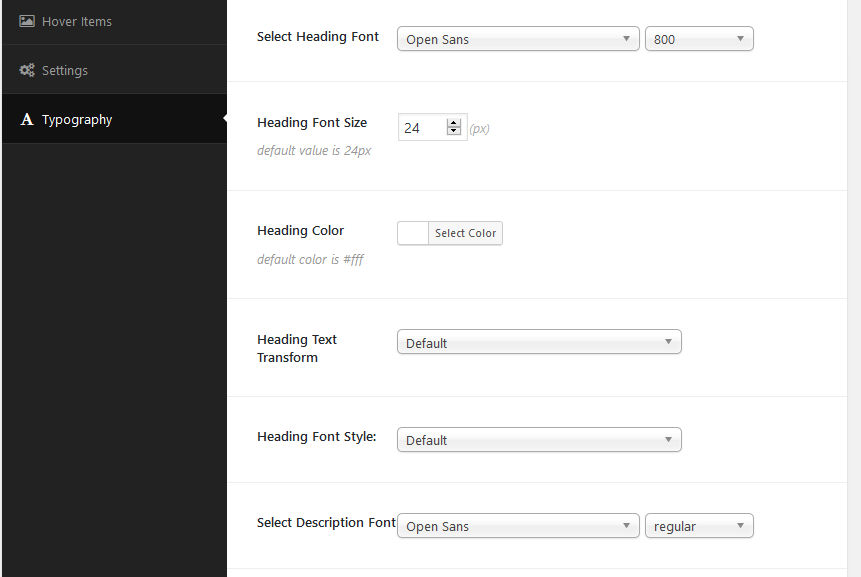 Hover Items
Settings
Typography
Select Heading Font
Open Sans
800
Heading Font Size
24
(px)
default value is 24px
Heading Color
Select Color
default color is #fff
Heading Text
Transform
Default
Heading Font Style:
Default
Select Description Font
Open Sans
regular